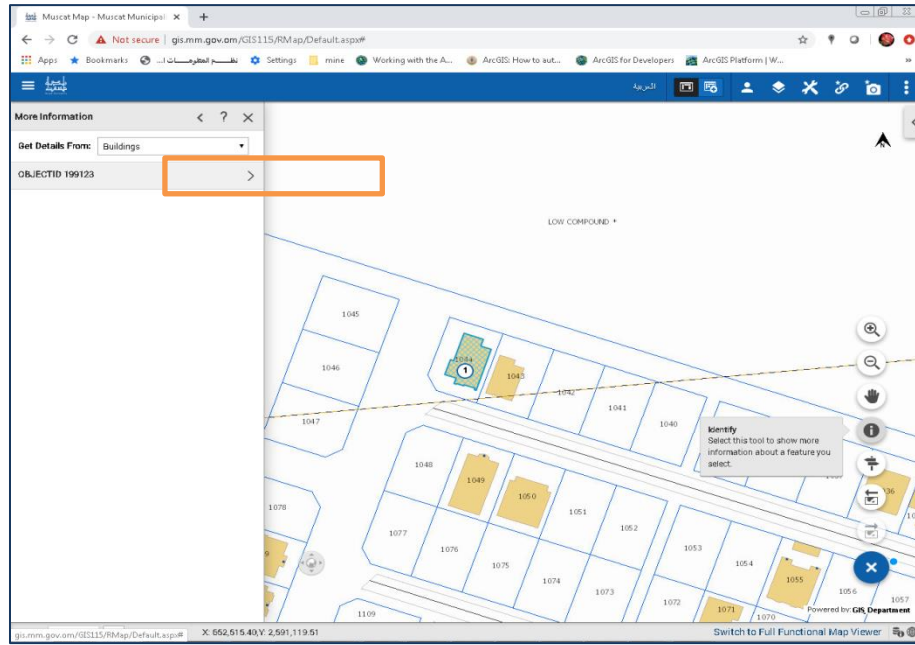 Muscat Map - Muscat Municipal
Not secure | gis.mm.gov.om/GIS115/RMap/Default.aspx#
Apps Bookmarks Settings mine Working with the A... ArcGIS: How to aut... ArcGIS for Developers ArcGIS Platform | W...
العربية
More Information < ? ×
Get Details From: Buildings
OBJECTID 199123 >
LOW COMPOUND +
N
1045
1046
1047
1044
1
1043
1042
1041
1040
Identify
Select this tool to show more
information about a feature you
select.
1048
1049
1050
1051
1052
1053
1054
1055
1056
1057
1078
1077
1076
1075
1074
1073
1072
1071
1070
1109
Powered by: GIS Department
gis.mm.gov.om/GIS115/RMap/Default.aspx# X: 652,515.40, Y: 2,591,119.51 Switch to Full Functional Map Viewer